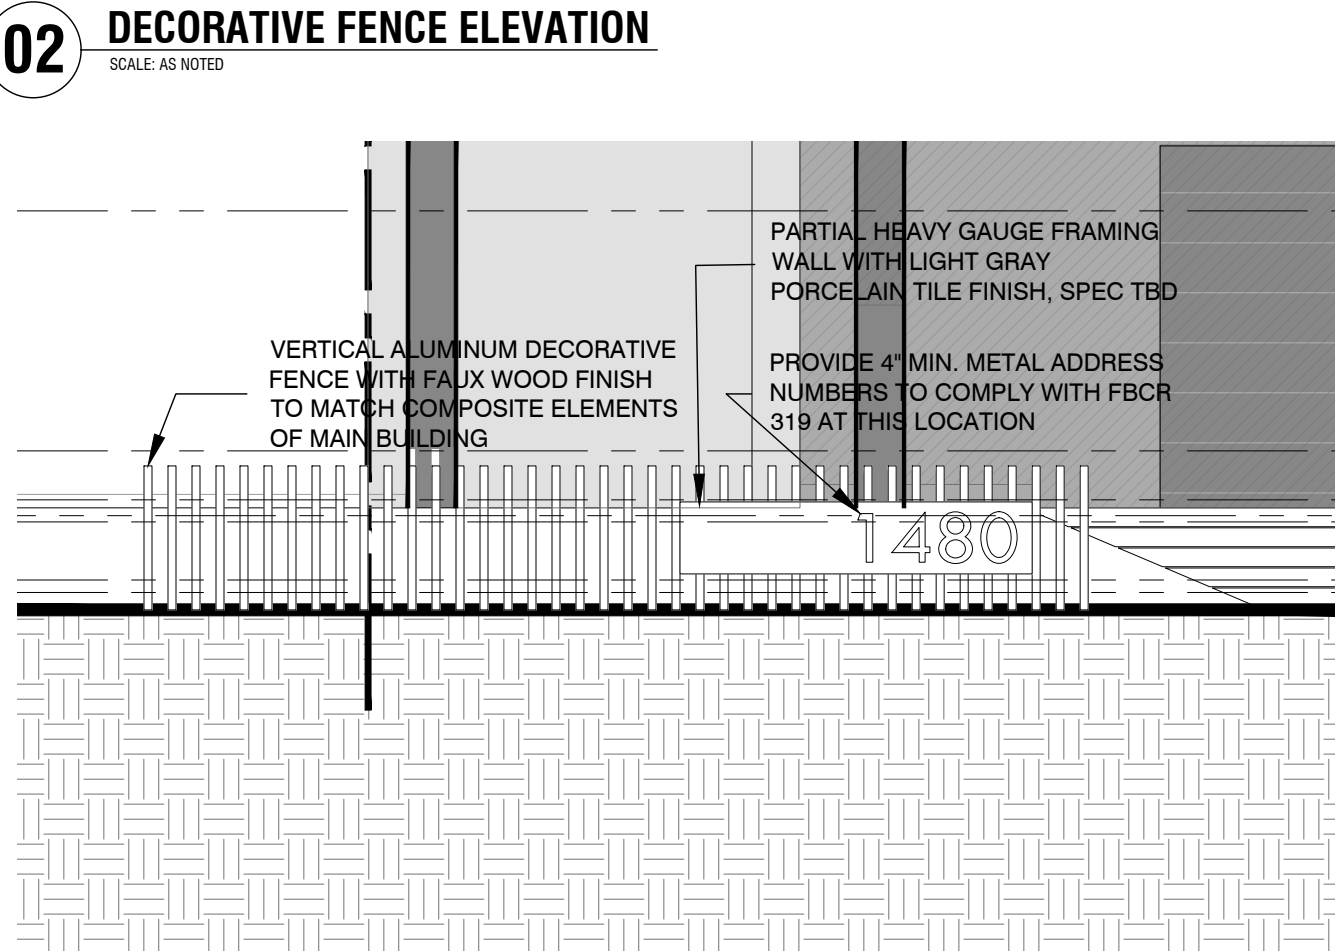 02
DECORATIVE FENCE ELEVATION
SCALE: AS NOTED
PARTIAL HEAVY GAUGE FRAMING
WALL WITH LIGHT GRAY
PORCELAIN TILE FINISH, SPEC TBD
VERTICAL ALUMINUM DECORATIVE
FENCE WITH FAUX WOOD FINISH
TO MATCH COMPOSITE ELEMENTS
OF MAIN BUILDING
PROVIDE 4" MIN. METAL ADDRESS
NUMBERS TO COMPLY WITH FBCR
319 AT THIS LOCATION
1480